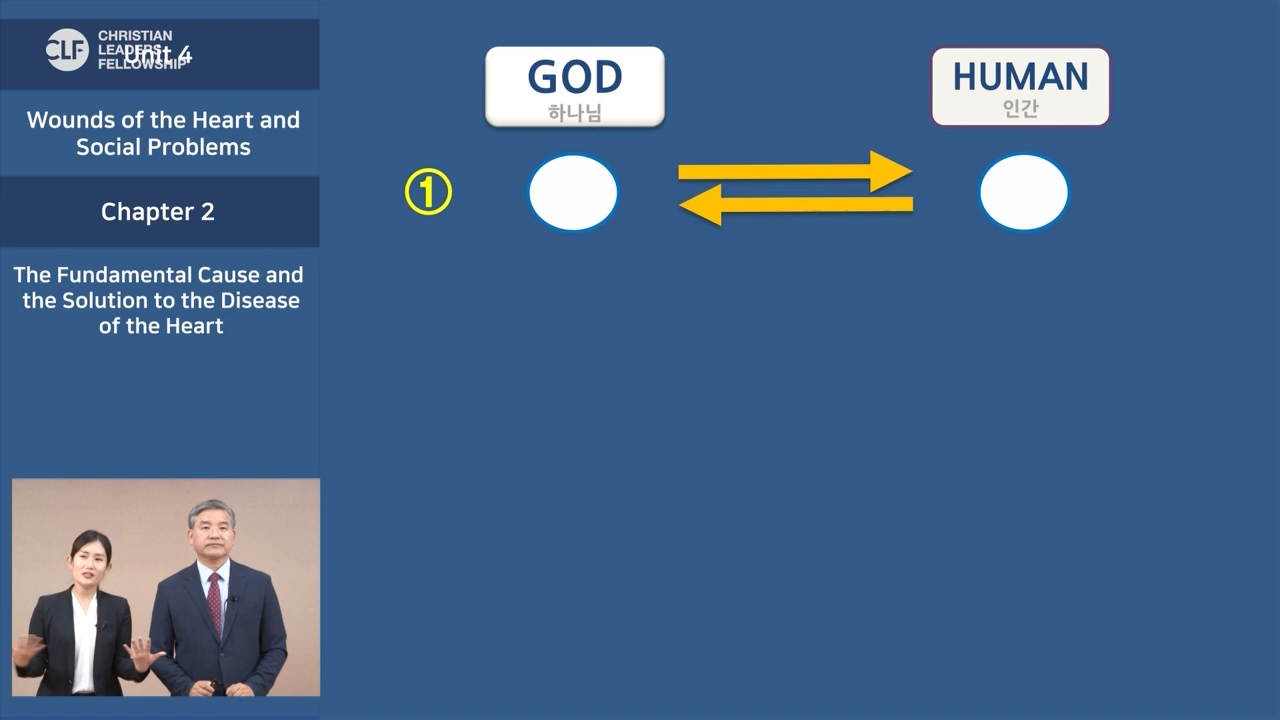 CLF
CHRISTIAN
LEADERS
FELLOWSHIP
Unit 4
Wounds of the Heart and
Social Problems
Chapter 2
The Fundamental Cause and
the Solution to the Disease
of the Heart
GOD
하나님
HUMAN
인간
①